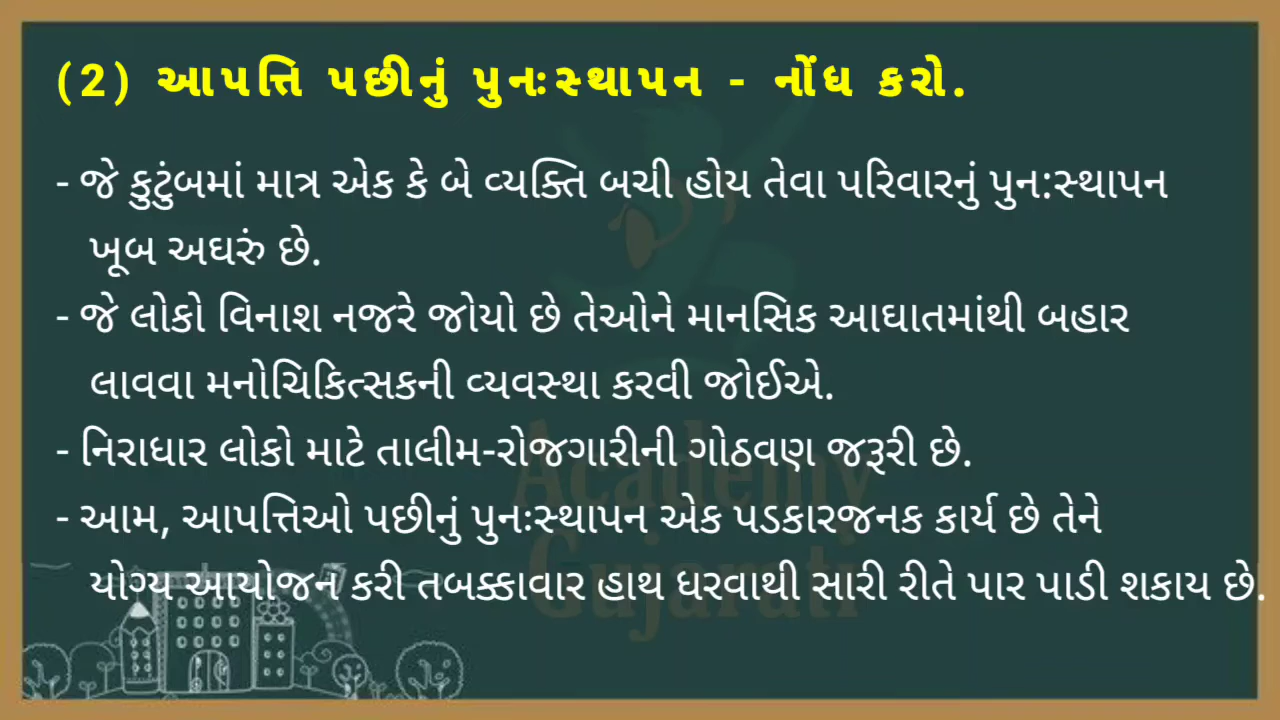 (2) આપત્તિ પછીનું પુનઃસ્થાપન - નોંધ કરો.
- જે કુટુંબમાં માત્ર એક કે બે વ્યક્તિ બચી હોય તેવા પરિવારનું પુન:સ્થાપન
ખૂબ અઘરું છે.
- જે લોકો વિનાશ નજરે જોયો છે તેઓને માનસિક આઘાતમાંથી બહાર
લાવવા મનોચિકિત્સકની વ્યવસ્થા કરવી જોઈએ.
- નિરાધાર લોકો માટે તાલીમ-રોજગારીની ગોઠવણ જરૂરી છે.
- આમ, આપત્તિઓ પછીનું પુનઃસ્થાપન એક પડકારજનક કાર્ય છે તેને
યોગ્ય આયોજન કરી તબક્કાવાર હાથ ધરવાથી સારી રીતે પાર પાડી શકાય છે.
Academy
Gujarati